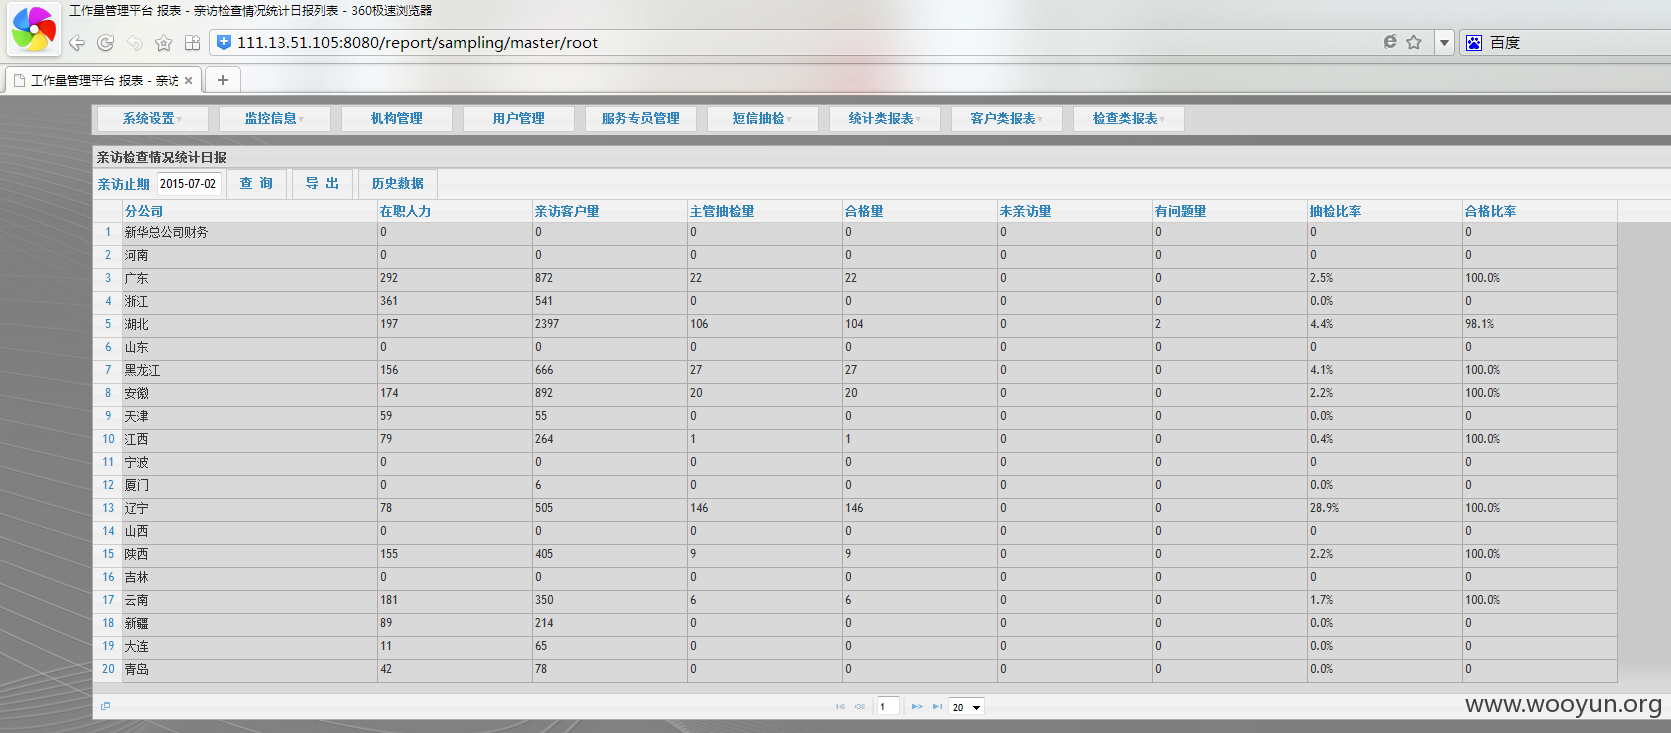 工作量管理平台 报表 - 亲访检查情况统计日报列表 - 360极速浏览器
111.13.51.105:8080/report/sampling/master/root
百度
工作量管理平台 报表 - 亲访
系统设置 监控信息 机构管理 用户管理 服务专员管理 短信抽检 统计类报表 客户类报表 检查类报表
亲访检查情况统计日报
亲访止期 2015-07-02 查 询 导 出 历史数据
分公司 在职人力 亲访客户量 主管抽检量 合格量 未亲访量 有问题量 抽检比率 合格比率
1 新华总公司财务 0 0 0 0 0 0 0 0
2 河南 0 0 0 0 0 0 0 0
3 广东 292 872 22 22 0 0 2.5% 100.0%
4 浙江 361 541 0 0 0 0 0.0% 0
5 湖北 197 2397 106 104 0 2 4.4% 98.1%
6 山东 0 0 0 0 0 0 0 0
7 黑龙江 156 666 27 27 0 0 4.1% 100.0%
8 安徽 174 892 20 20 0 0 2.2% 100.0%
9 天津 59 55 0 0 0 0 0.0% 0
10 江西 79 264 1 1 0 0 0.4% 100.0%
11 宁波 0 0 0 0 0 0 0 0
12 厦门 0 6 0 0 0 0 0.0% 0
13 辽宁 78 505 146 146 0 0 28.9% 100.0%
14 山西 0 0 0 0 0 0 0 0
15 陕西 155 405 9 9 0 0 2.2% 100.0%
16 吉林 0 0 0 0 0 0 0 0
17 云南 181 350 6 6 0 0 1.7% 100.0%
18 新疆 89 214 0 0 0 0 0.0% 0
19 大连 11 65 0 0 0 0 0.0% 0
20 青岛 42 78 0 0 0 0 0.0% 0
1 20
www.wooyun.org